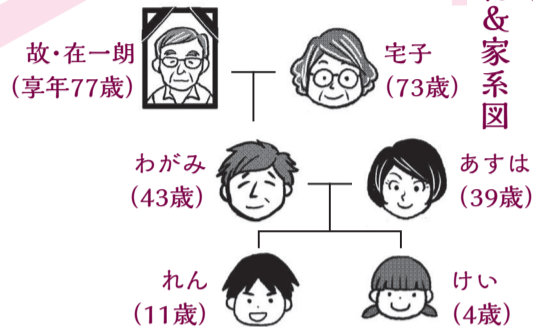 &家系図
故・在一朗
(享年77歳)
宅子
(73歳)
わがみ
(43歳)
あすは
(39歳)
れん
(11歳)
けい
(4歳)